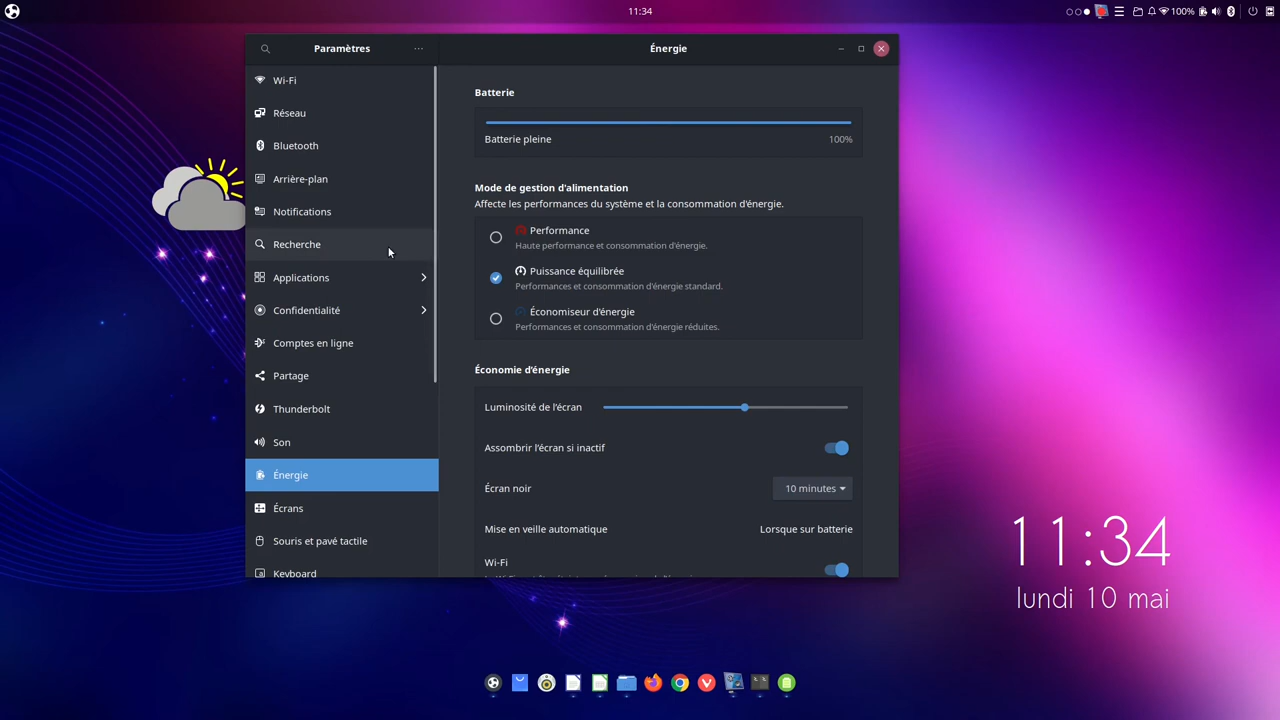 11:34
100%
Paramètres
Énergie
Wi-Fi
Réseau
Bluetooth
Arrière-plan
Notifications
Recherche
Applications
Confidentialité
Comptes en ligne
Partage
Thunderbolt
Son
Énergie
Écrans
Souris et pavé tactile
Keyboard
Batterie
Batterie pleine 100%
Mode de gestion d'alimentation
Affecte les performances du système et la consommation d'énergie.
Performance
Haute performance et consommation d'énergie.
Puissance équilibrée
Performances et consommation d'énergie standard.
Économiseur d'énergie
Performances et consommation d'énergie réduites.
Économie d'énergie
Luminosité de l'écran
Assombrir l'écran si inactif
Écran noir 10 minutes
Mise en veille automatique Lorsque sur batterie
Wi-Fi
11:34
lundi 10 mai